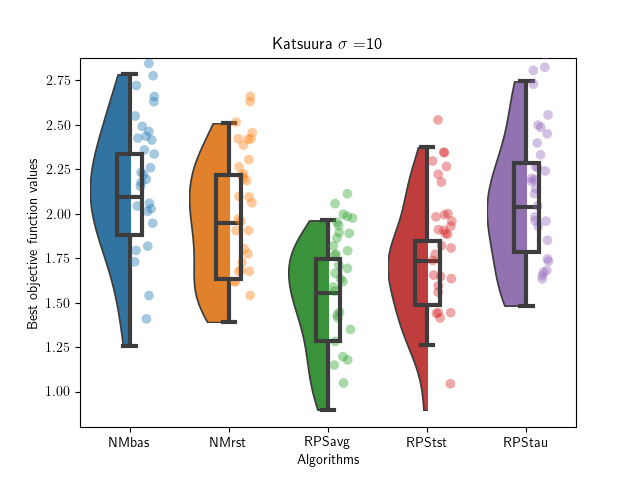 Katsuura σ =10
Best objective function values
2.75
2.50
2.25
2.00
1.75
1.50
1.25
1.00
NMbas NMrst RPSavg RPStst RPStau
Algorithms